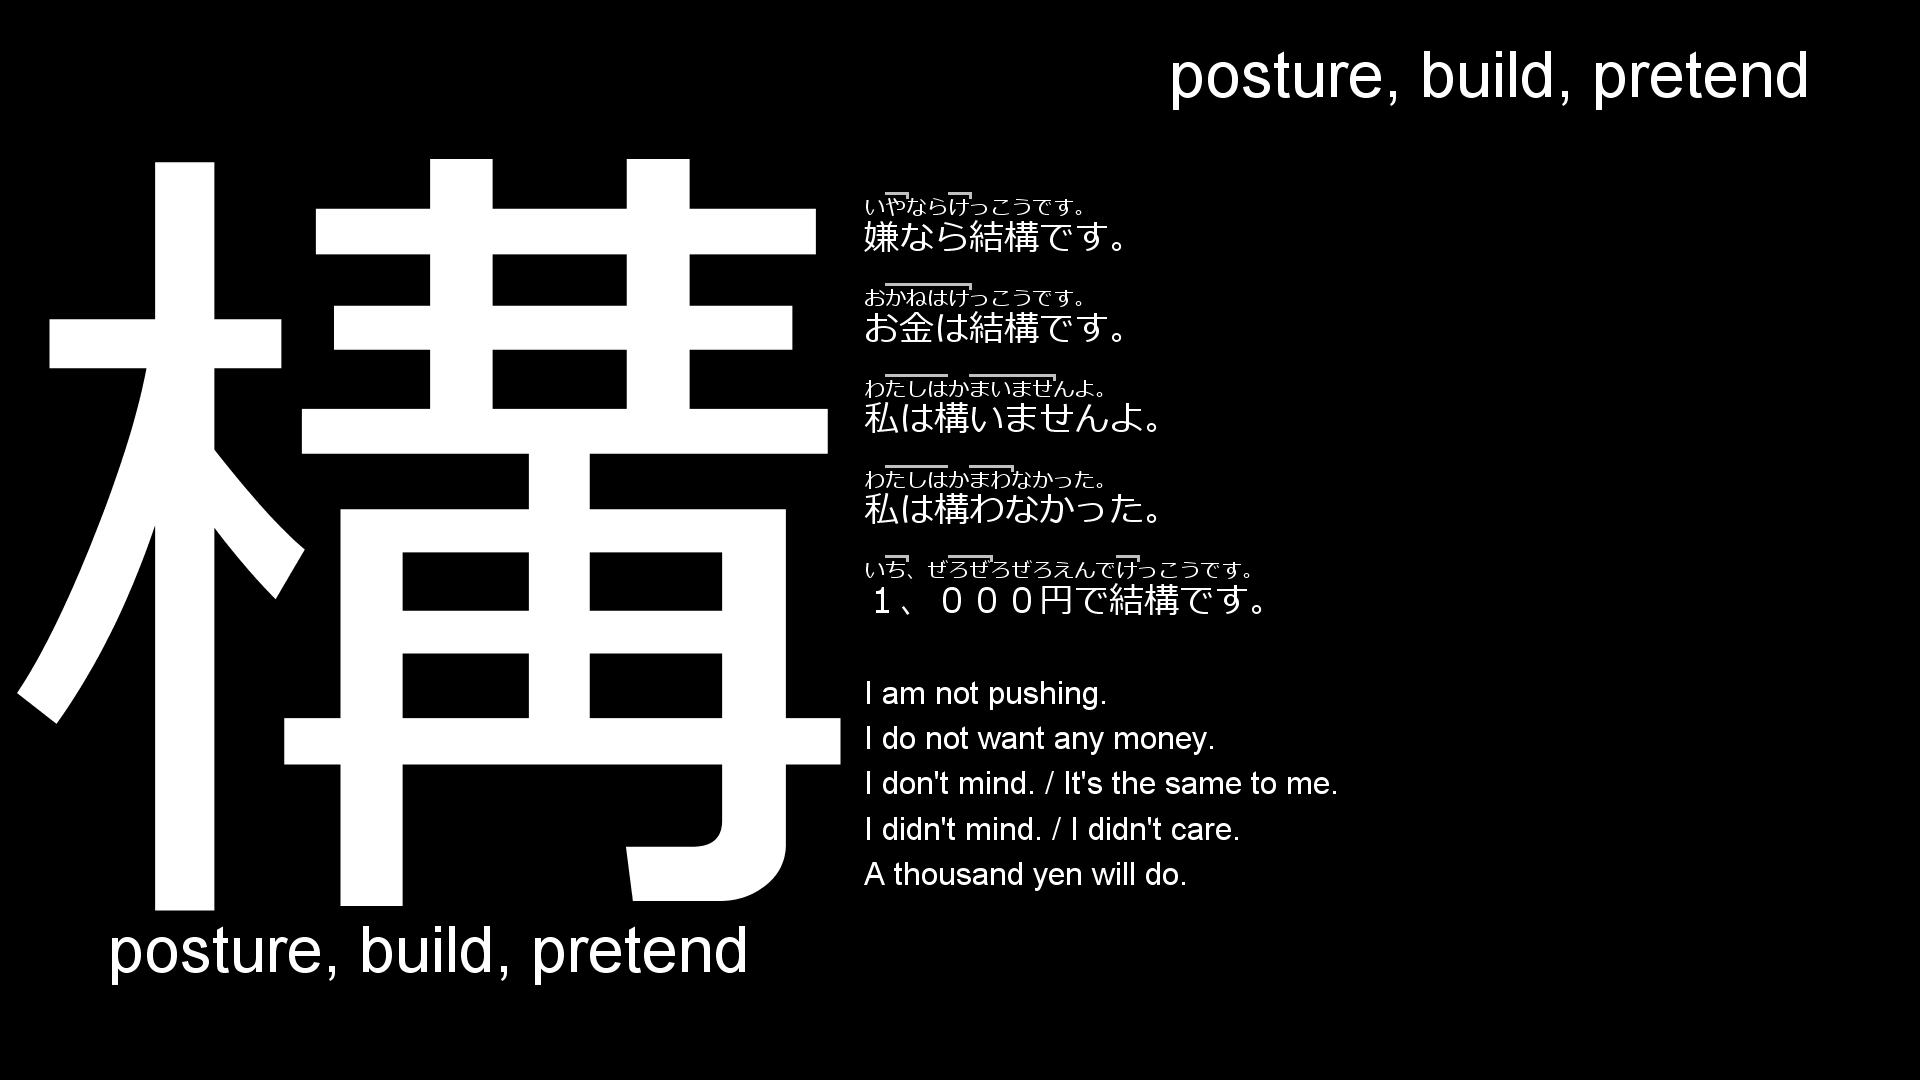 posture, build, pretend
構
posture, build, pretend
いやならけっこうです。
嫌なら結構です。
おかねはけっこうです。
お金は結構です。
わたしはかまいませんよ。
私は構いませんよ。
わたしはかまわなかった。
私は構わなかった。
いち、ぜろぜろぜろえんでけっこうです。
１、０００円で結構です。
I am not pushing.
I do not want any money.
I don't mind. / It's the same to me.
I didn't mind. / I didn't care.
A thousand yen will do.